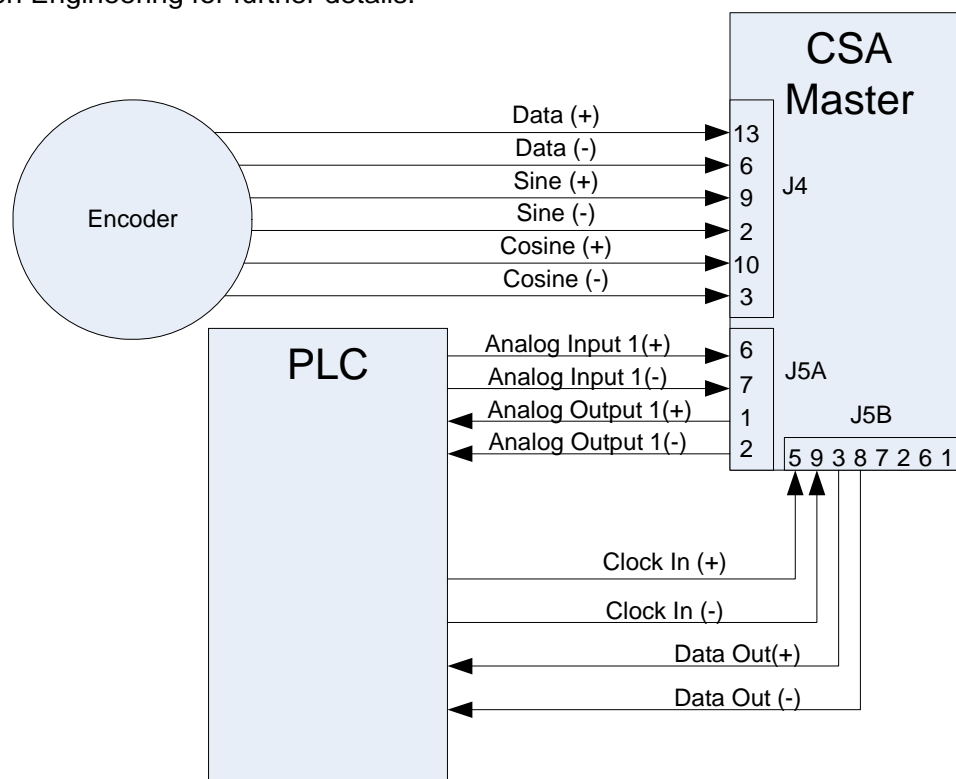 on Engineering for further details.
CSA
Master
Data (+)
13
Data (-)
6
Sine (+)
9
J4
Sine (-)
2
Encoder
Cosine (+)
10
Cosine (-)
3
PLC
Analog Input 1(+)
6
Analog Input 1(-)
7
J5A
Analog Output 1(+)
1
Analog Output 1(-)
2
J5B
5 9 3 8 7 2 6 1
Clock In (+)
Clock In (-)
Data Out(+)
Data Out (-)